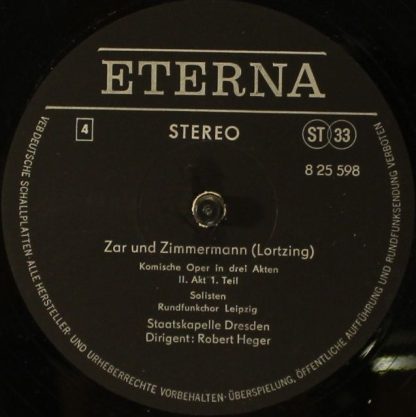 ETERNA
4
STEREO
ST 33
8 25 598
Zar und Zimmermann (Lortzing)
Komische Oper in drei Akten
II. Akt 1. Teil
Solisten
Rundfunkchor Leipzig
Staatskapelle Dresden
Dirigent: Robert Heger
VEB DEUTSCHE SCHALLPLATTEN ALLE HERSTELLER- UND URHEBERRECHTE VORBEHALTE·ÜBERSPIELUNG, ÖFFENTLICHE AUFFÜHRUNG UND RUNDFUNKSENDUNG VERBOTEN